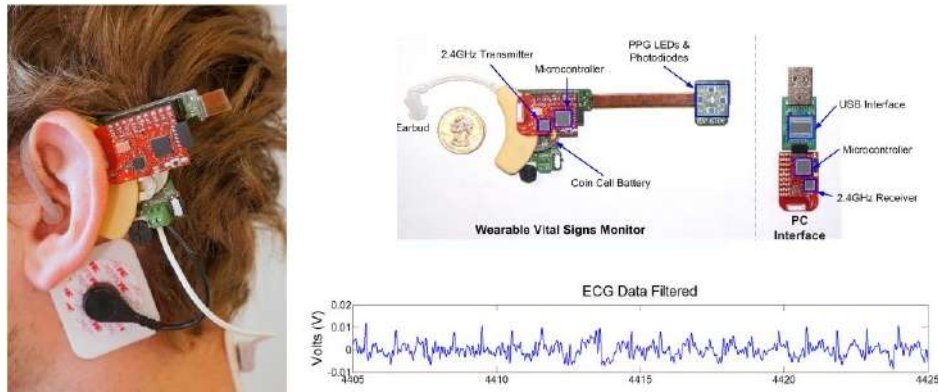 2.4GHz Transmitter
PPG LEDs &
Photodiodes
Microcontroller
Earbud
Coin Cell Battery
Wearable Vital Signs Monitor
USB Interface
Microcontroller
2.4GHz Receiver
PC
Interface
ECG Data Filtered
Volts (V)
0.02
0.01
0
-0.01
4405
4410
4415
4420
4425